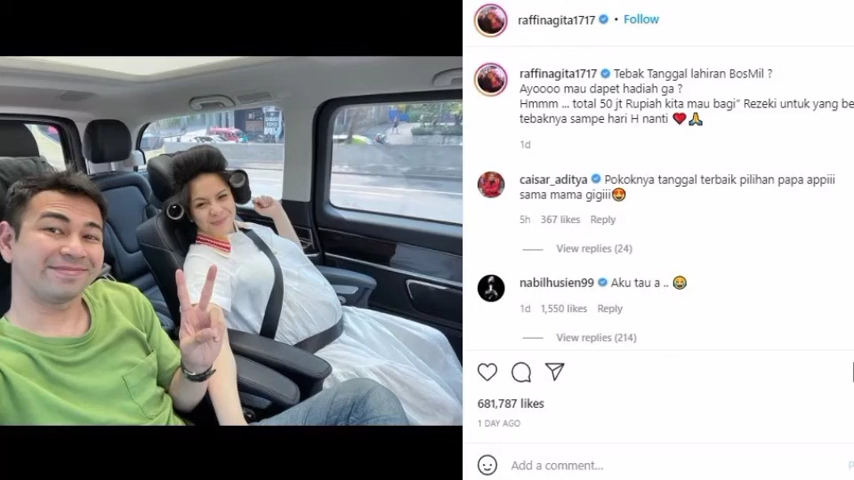 raffinagita1717 • Follow
raffinagita1717 Tebak Tanggal lahiran BosMil ?
Ayoooo mau dapet hadiah ga ?
Hmmm ... total 50 jt Rupiah kita mau bagi" Rezeki untuk yang be
tebaknya sampe hari H nanti ❤️🙏
1d
caisar_aditya Pokoknya tanggal terbaik pilihan papa appiii
sama mama gigiii🤩
5h 367 likes Reply
View replies (24)
nabilhusien99 Aku tau a .. 😂
1d 1,550 likes Reply
View replies (214)
681,787 likes
1 DAY AGO
Add a comment...
P